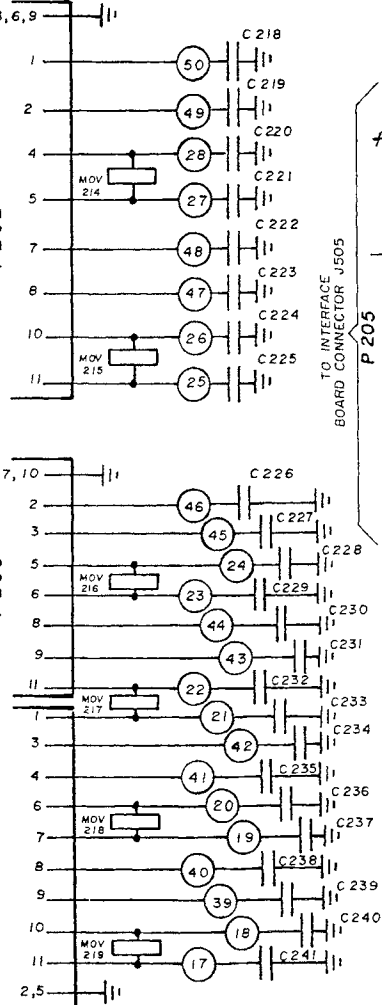 ,6,9
C218
1 50
C219
2 49
C220
4 28
MOV
214
C221
5 27
C222
7 48
C223
8 47
C224
10 26
MOV
215
C225
11 25
+
–
TO INTERFACE
BOARD CONNECTOR J505
P205
7,10
C226
2 46
C227
3 45
C228
5 24
MOV
216
C229
6 23
C230
8 44
C231
9 43
C232
11 22
MOV
217
C233
1 21
C234
3 42
C235
4 41
C236
6 20
MOV
218
C237
7 19
C238
8 40
C239
9 39
C240
10 18
MOV
219
C241
11 17
2,5